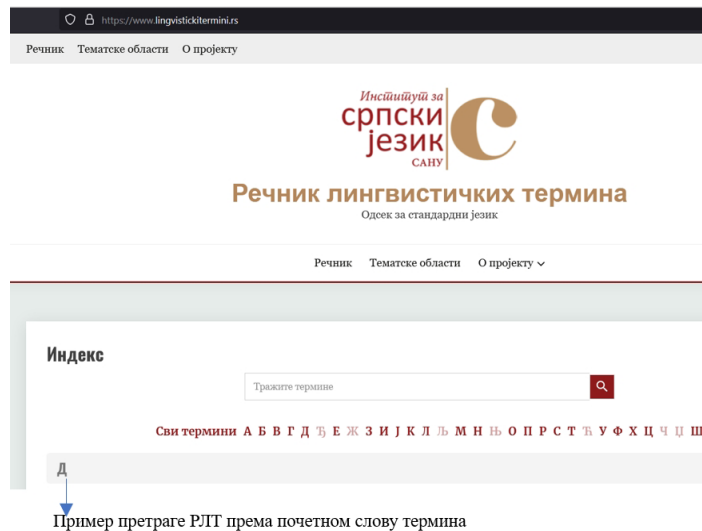 https://www.lingvistickitermini.rs
Речник Тематске области О пројекту
Институт за
српски
језик
САНУ
Речник лингвистичких термина
Одсек за стандардни језик
Речник Тематске области О пројекту
Индекс
Тражите термине
Сви термини А Б В Г Д Ђ Е Ж З И Ј К Л Љ М Н Њ О П Р С Т Ћ У Ф Х Ц Ч Џ Ш
Д
Пример претраге РЛТ према почетном слову термина